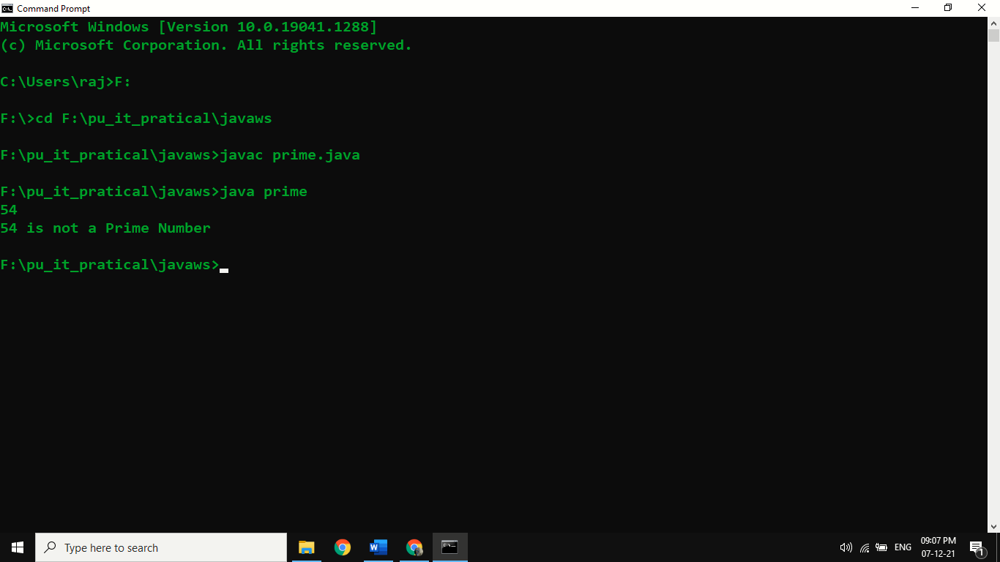 Command Prompt
Microsoft Windows [Version 10.0.19041.1288]
(c) Microsoft Corporation. All rights reserved.
C:\Users\raj>F:
F:\>cd F:\pu_it_pratical\javaws
F:\pu_it_pratical\javaws>javac prime.java
F:\pu_it_pratical\javaws>java prime
54
54 is not a Prime Number
F:\pu_it_pratical\javaws>
Type here to search
ENG
09:07 PM
07-12-21
1